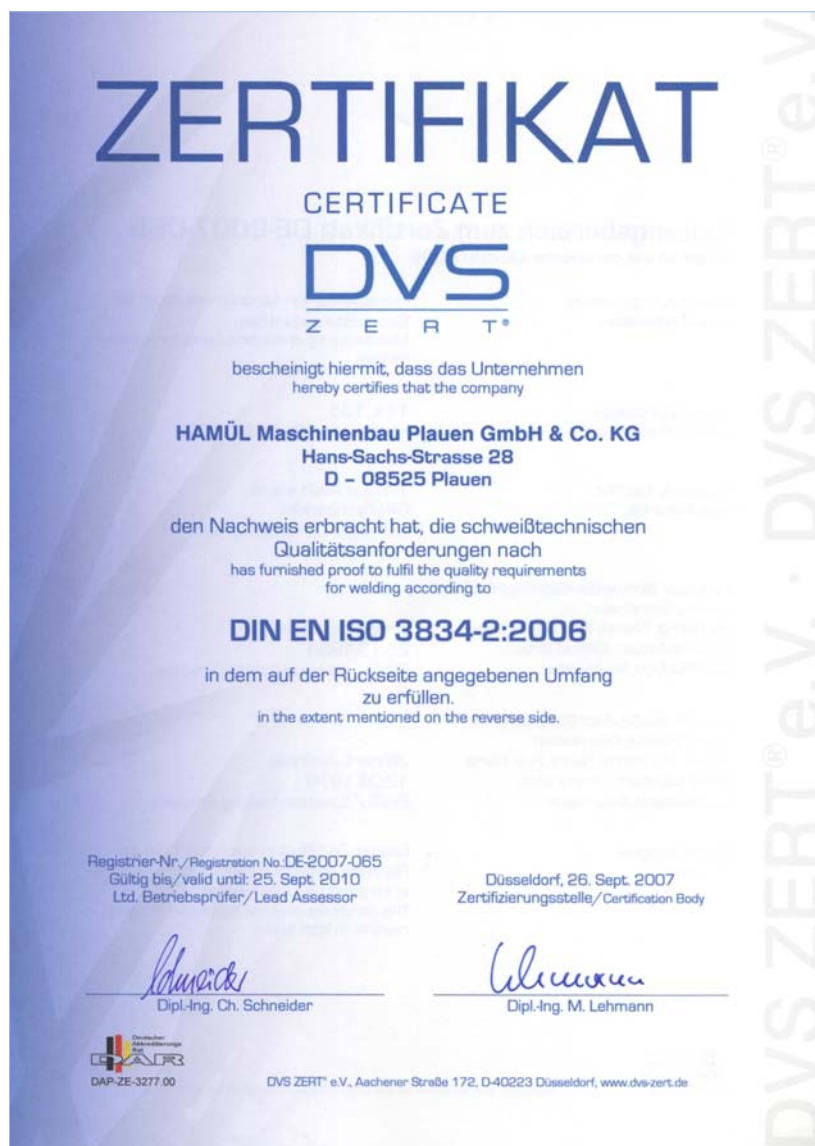 ZERTIFIKAT
CERTIFICATE
DVS
ZERT®
bescheinigt hiermit, dass das Unternehmen
hereby certifies that the company
HAMÜL Maschinenbau Plauen GmbH & Co. KG
Hans-Sachs-Strasse 28
D – 08525 Plauen
den Nachweis erbracht hat, die schweißtechnischen
Qualitätsanforderungen nach
has furnished proof to fulfil the quality requirements
for welding according to
DIN EN ISO 3834-2:2006
in dem auf der Rückseite angegebenen Umfang
zu erfüllen.
in the extent mentioned on the reverse side.
Registrier-Nr./Registration No.:DE-2007-065
Gültig bis/valid until: 25. Sept. 2010
Ltd. Betriebsprüfer/Lead Assessor
Düsseldorf, 26. Sept. 2007
Zertifizierungsstelle/Certification Body
Schneider
Dipl.-Ing. Ch. Schneider
Lehmann
Dipl.-Ing. M. Lehmann
Deutscher
Akkreditierungs
Rat
DAR
DAP-ZE-3277.00
DVS ZERT® e.V., Aachener Straße 172, D-40223 Düsseldorf, www.dvs-zert.de
DVS ZERT® e.V. · DVS ZERT® e.V.